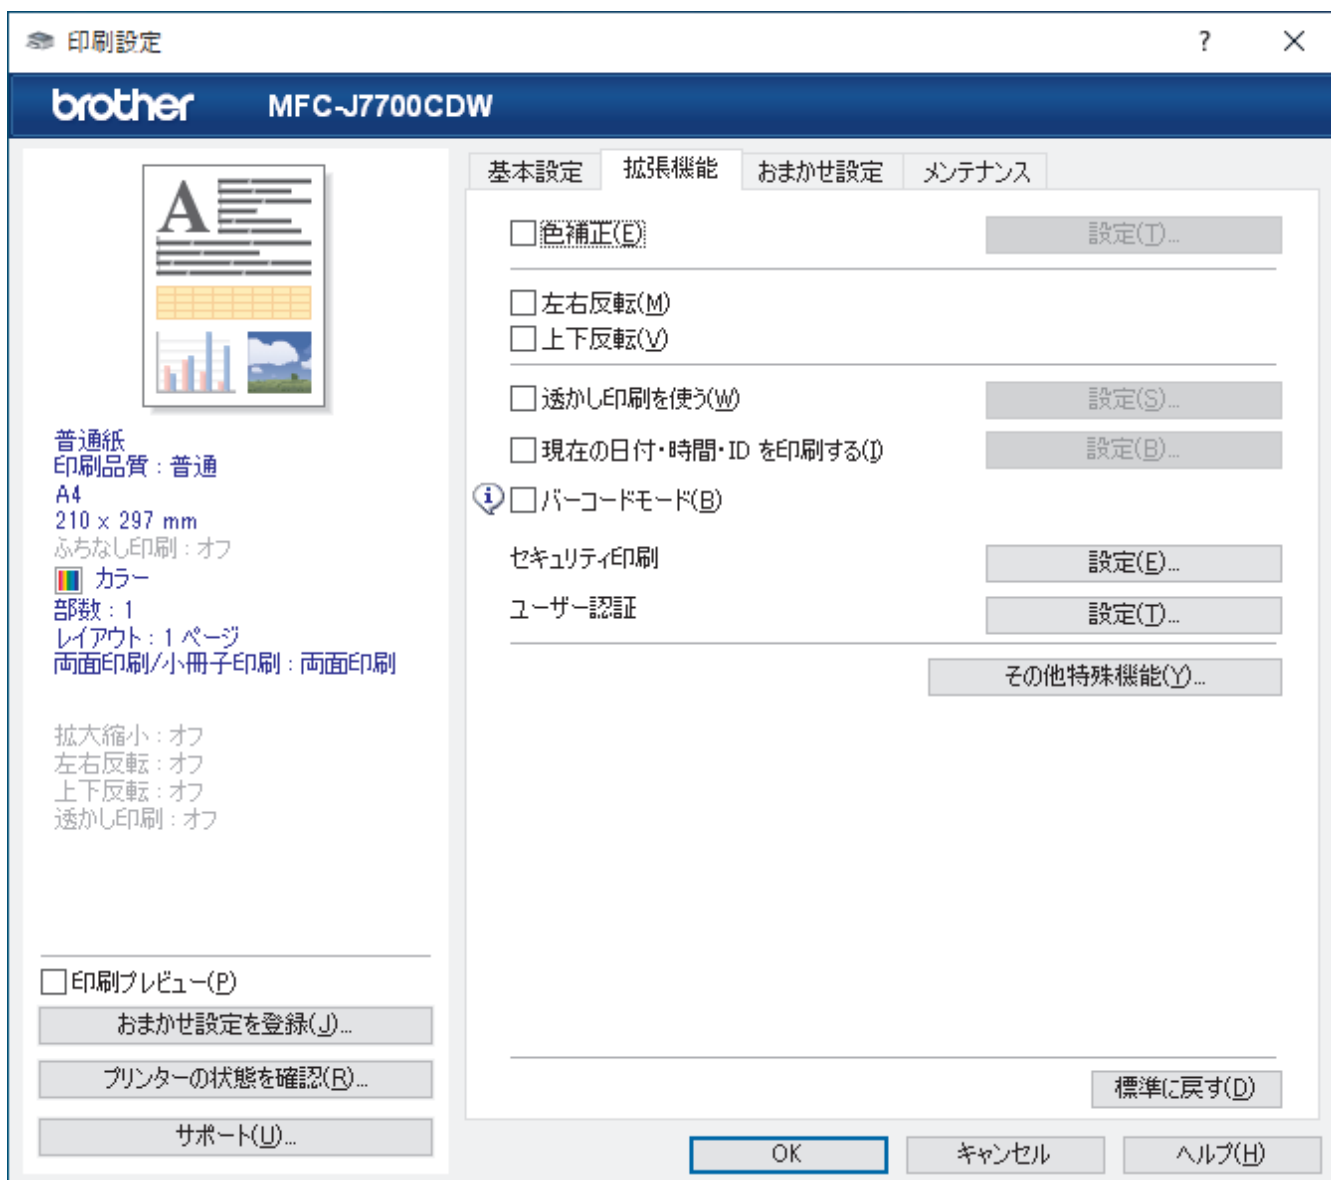 印刷設定
?
brother MFC-J7700CDW
基本設定 拡張機能 おまかせ設定 メンテナンス
A
普通紙
印刷品質 : 普通
A4
210 x 297 mm
ふちなし印刷 : オフ
カラー
部数 : 1
レイアウト : 1 ページ
両面印刷/小冊子印刷 : 両面印刷
拡大縮小 : オフ
左右反転 : オフ
上下反転 : オフ
透かし印刷 : オフ
印刷プレビュー(P)
おまかせ設定を登録(J)...
プリンターの状態を確認(R)...
サポート(U)...
色補正(E) 設定(T)...
左右反転(M)
上下反転(V)
透かし印刷を使う(W) 設定(S)...
現在の日付・時間・ID を印刷する(I) 設定(B)...
バーコードモード(B)
セキュリティ印刷 設定(E)...
ユーザー認証 設定(T)...
その他特殊機能(Y)...
標準に戻す(D)
OK キャンセル ヘルプ(H)